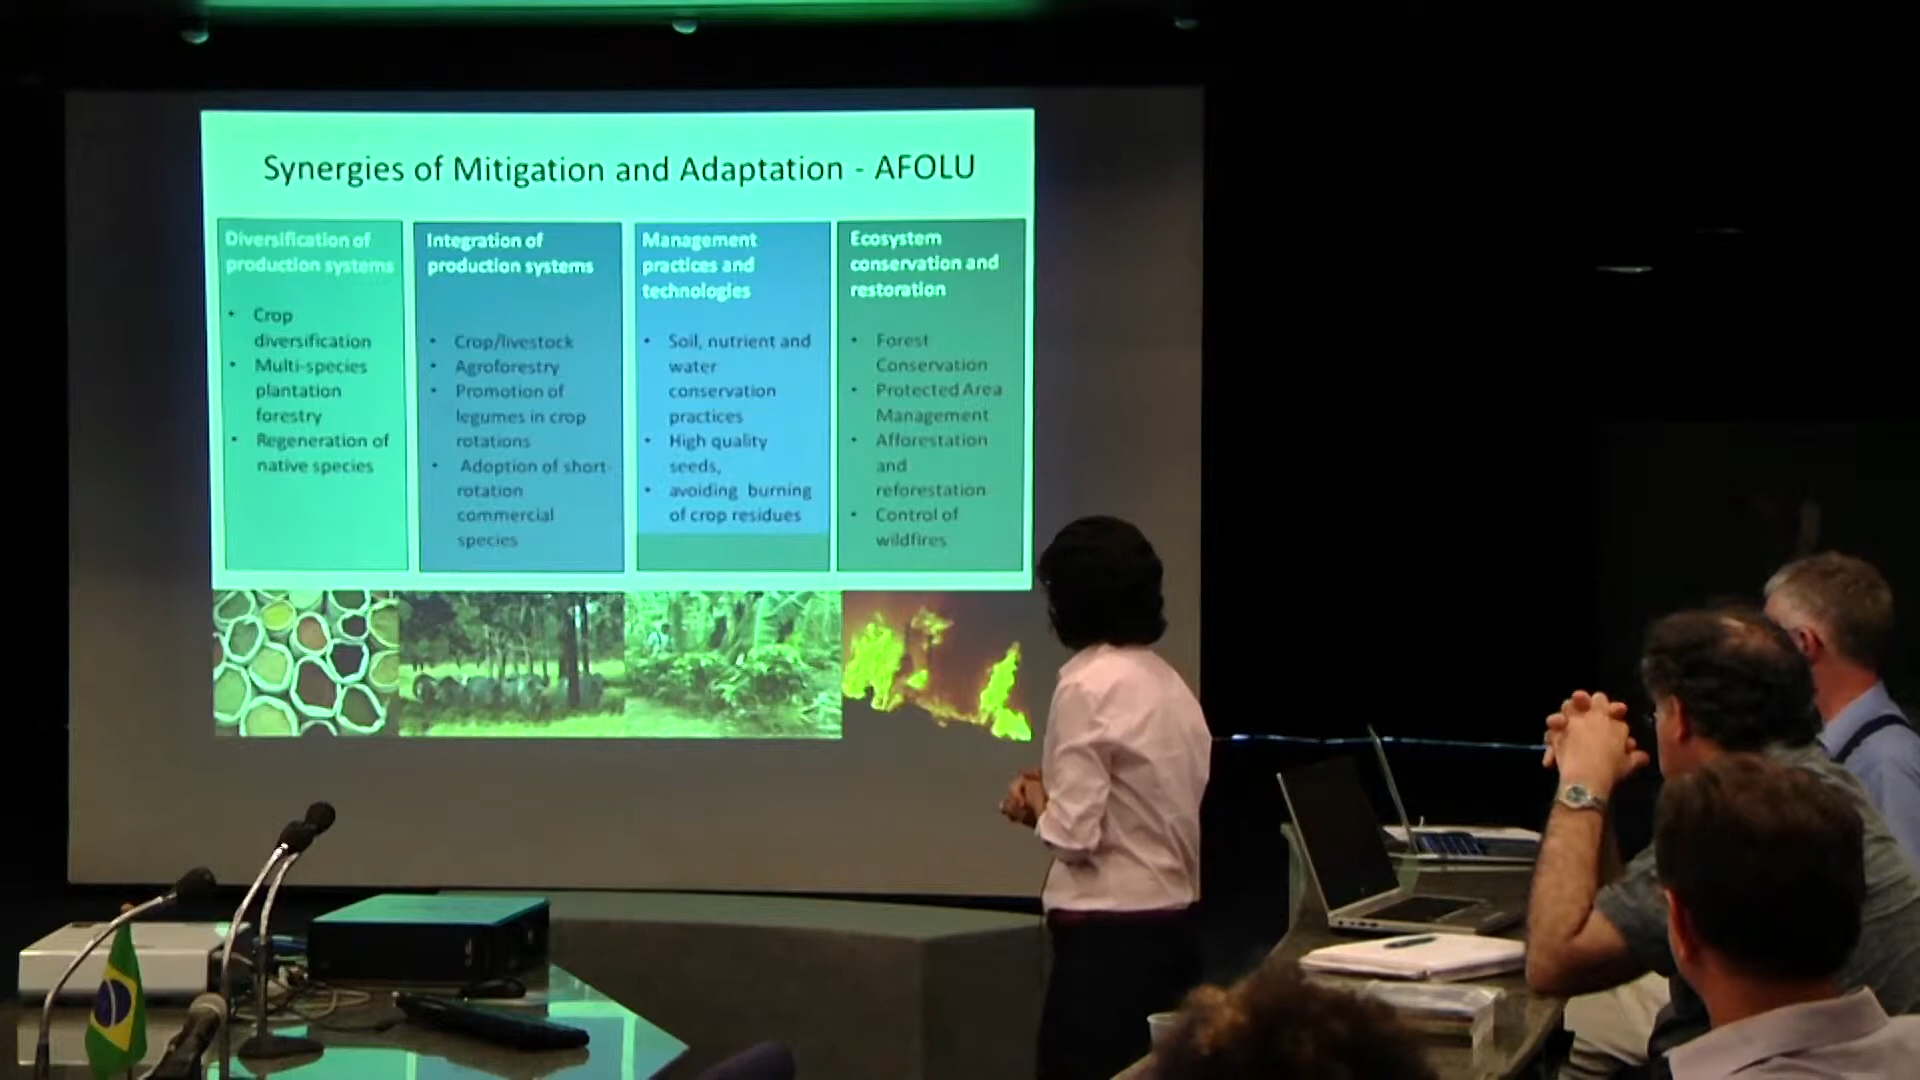 Synergies of Mitigation and Adaptation - AFOLU
Diversification of
production systems
• Crop
diversification
• Multi-species
plantation
forestry
• Regeneration of
native species
Integration of
production systems
• Crop/livestock
• Agroforestry
• Promotion of
legumes in crop
rotations
• Adoption of short-
rotation
commercial
species
Management
practices and
technologies
• Soil, nutrient and
water
conservation
practices
• High quality
seeds,
• avoiding burning
of crop residues
Ecosystem
conservation and
restoration
• Forest
Conservation
• Protected Area
Management
• Afforestation
and
reforestation
• Control of
wildfires